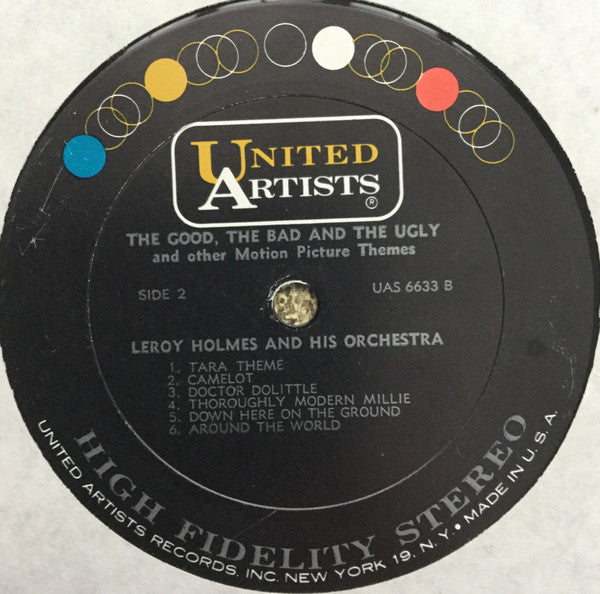 UNITED
ARTISTS
®
THE GOOD, THE BAD AND THE UGLY
and other Motion Picture Themes
SIDE 2
UAS 6633 B
LEROY HOLMES AND HIS ORCHESTRA
1. TARA THEME
2. CAMELOT
3. DOCTOR DOLITTLE
4. THOROUGHLY MODERN MILLIE
5. DOWN HERE ON THE GROUND
6. AROUND THE WORLD
HIGH FIDELITY STEREO
UNITED ARTISTS RECORDS, INC. NEW YORK 19, N.Y. • MADE IN U.S.A.